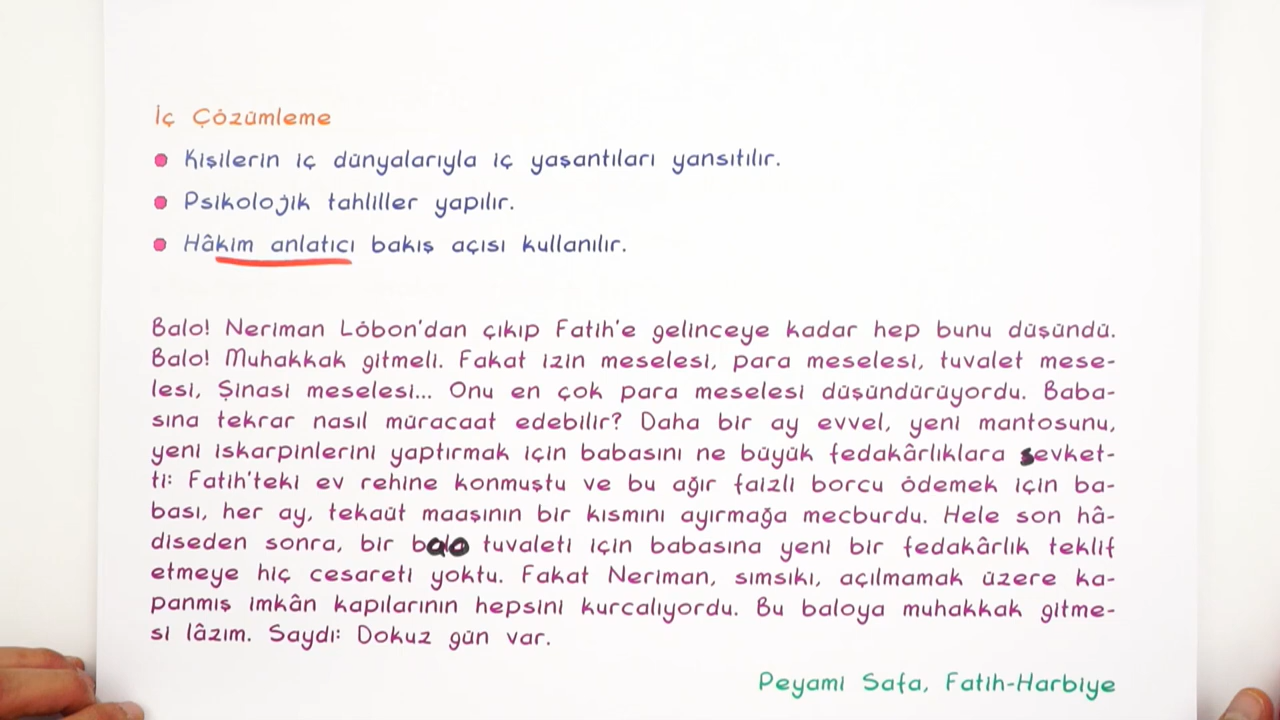 İç Çözümleme
Kişilerin iç dünyalarıyla iç yaşantıları yansıtılır.
Psikolojik tahliller yapılır.
Hâkim anlatıcı bakış açısı kullanılır.
Balo! Neriman Löbon'dan çıkıp Fatih'e gelinceye kadar hep bunu düşündü.
Balo! Muhakkak gitmeli. Fakat izin meselesi, para meselesi, tuvalet mese-
lesi, Şinasi meselesi... Onu en çok para meselesi düşündürüyordu. Baba-
sına tekrar nasıl müracaat edebilir? Daha bir ay evvel, yeni mantosunu,
yeni iskarpinlerini yaptırmak için babasını ne büyük fedakârlıklara sevket-
ti: Fatih'teki ev rehine konmuştu ve bu ağır faizli borcu ödemek için ba-
bası, her ay, tekaüt maaşının bir kısmını ayırmağa mecburdu. Hele son hâ-
diseden sonra, bir balo tuvaleti için babasına yeni bir fedakârlık teklif
etmeye hiç cesareti yoktu. Fakat Neriman, sımsıkı, açılmamak üzere ka-
panmış imkân kapılarının hepsini kurcalıyordu. Bu baloya muhakkak gitme-
si lâzım. Saydı: Dokuz gün var.
Peyami Safa, Fatih-Harbiye